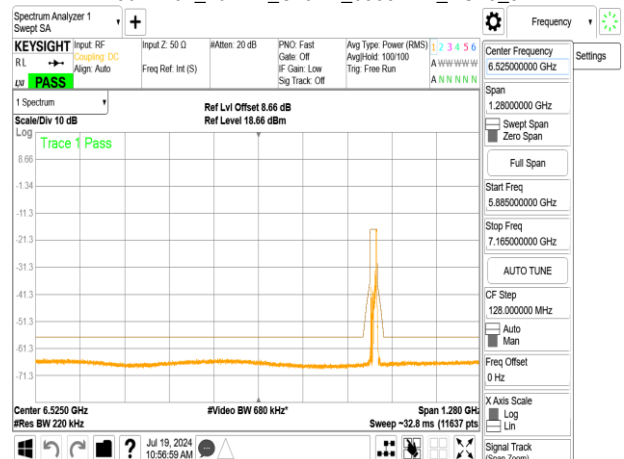 Spectrum Analyzer 1
Swept SA
Frequency
Settings
KEYSIGHT
RL
Align: Auto
Input: RF
Coupling: DC
Input Z: 50 Ω
Freq Ref: Int (S)
#Atten: 20 dB
PNO: Fast
Gate: Off
IF Gain: Low
Sig Track: Off
Avg Type: Power (RMS)
Avg|Hold: 100/100
Trig: Free Run
1 2 3 4 5 6
A W W W W W
A N N N N N
PASS
1 Spectrum
Scale/Div 10 dB
Ref Lvl Offset 8.66 dB
Ref Level 18.66 dBm
Log
Trace 1 Pass
8.66
-1.34
-11.3
-21.3
-31.3
-41.3
-51.3
-61.3
-71.3
Center 6.5250 GHz
#Video BW 680 kHz*
Span 1.280 GHz
#Res BW 220 kHz
Sweep ~32.8 ms (11637 pts
Center Frequency
6.525000000 GHz
Span
1.28000000 GHz
Swept Span
Zero Span
Full Span
Start Freq
5.885000000 GHz
Stop Freq
7.165000000 GHz
AUTO TUNE
CF Step
128.000000 MHz
Auto
Man
Freq Offset
0 Hz
X Axis Scale
Log
Lin
Signal Track
(Span Zoom)
Jul 19, 2024
10:56:59 AM